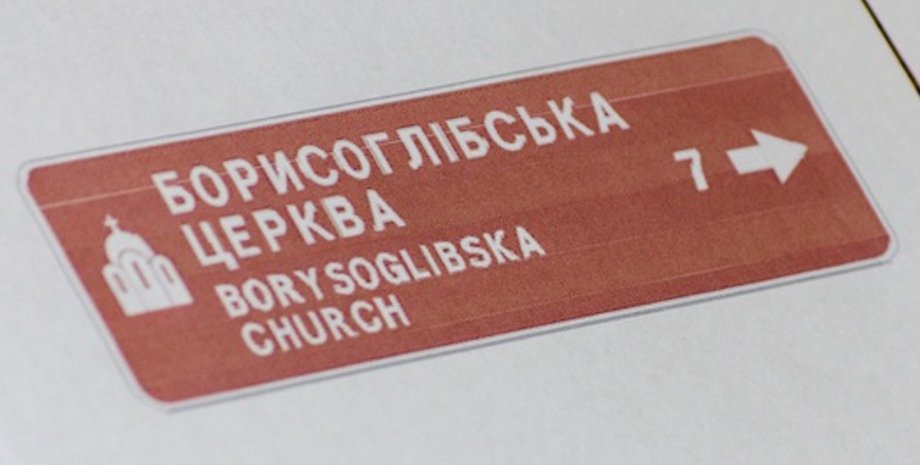 БОРИСОГЛІБСЬКА
ЦЕРКВА
7
BORYSOGLIBSKA
CHURCH